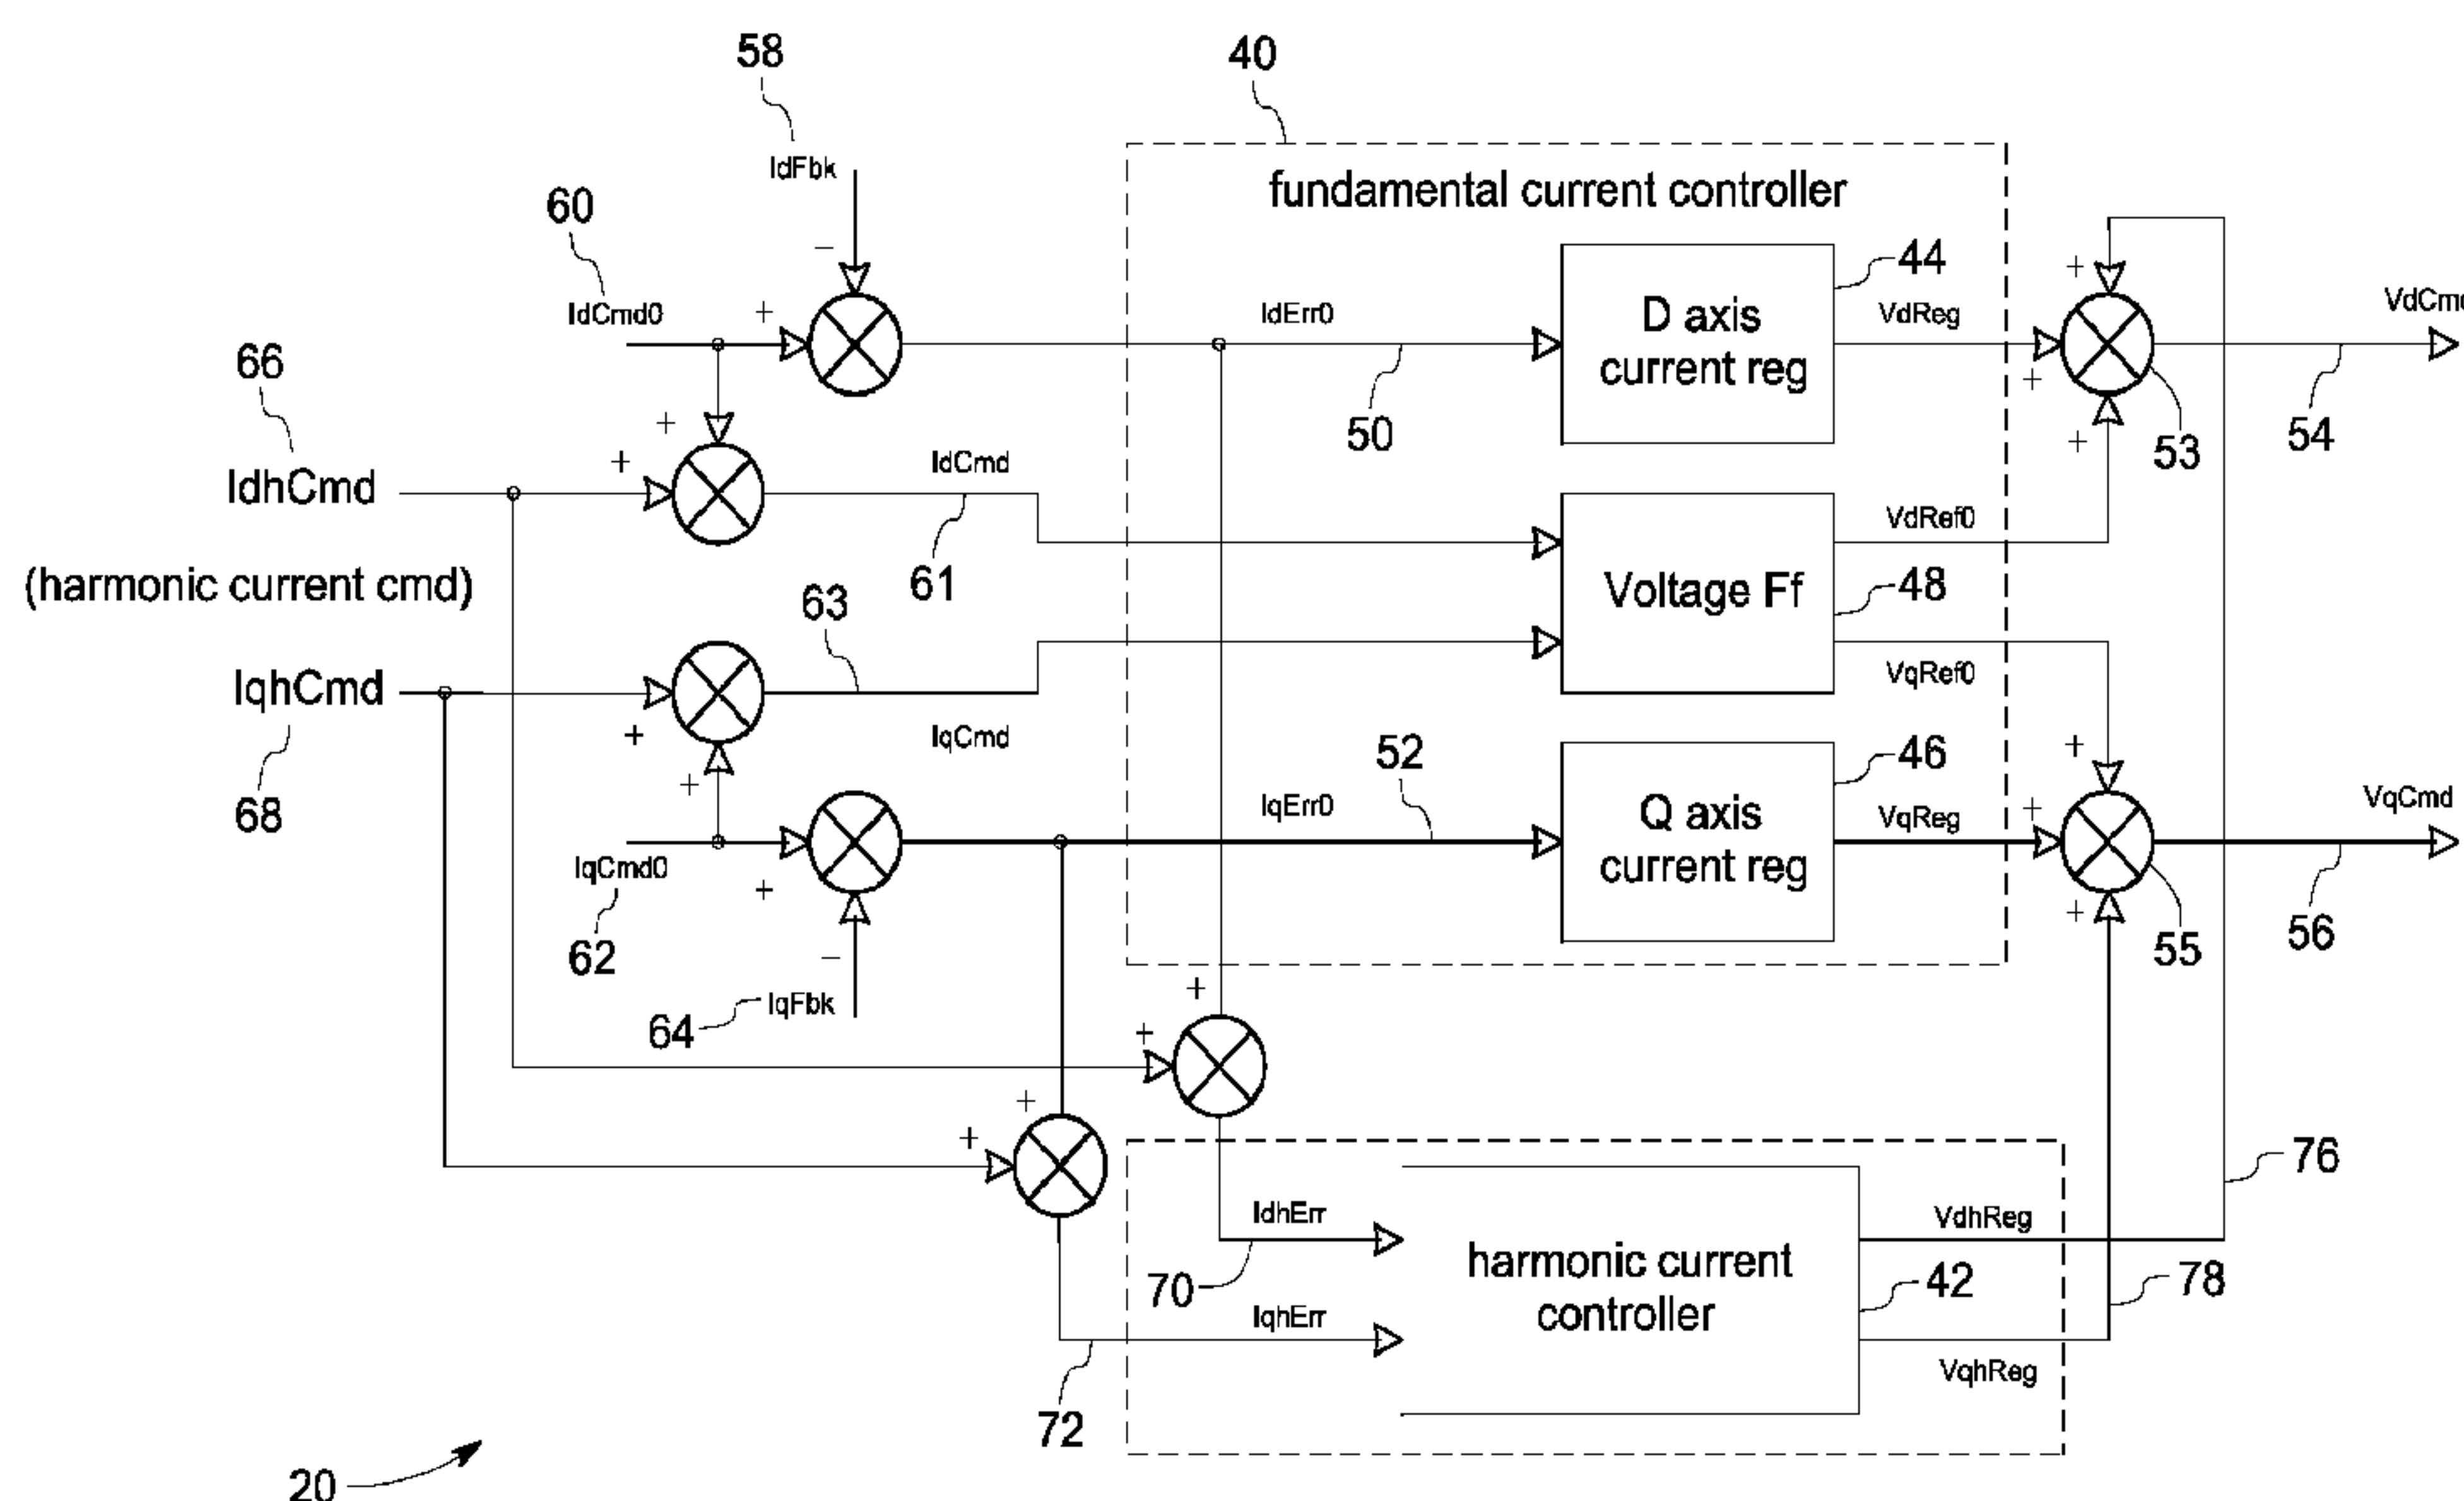 58
40
IdFbk
fundamental current controller
60
44
IdCmd0
IdErr0
D axis
current reg
VdReg
VdCmd
66
50
53
54
IdhCmd
IdCmd
VdRef0
(harmonic current cmd)
61
63
Voltage Ff
48
IqhCmd
VqRef0
IqCmd
52
46
68
IqErr0
Q axis
current reg
VqReg
VqCmd
IqCmd0
62
55
56
64
IqFbk
76
IdhErr
VdhReg
70
harmonic current
controller
42
78
IqhErr
VqhReg
72
20